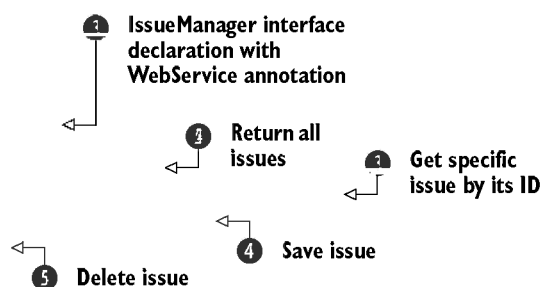 IssueManager interface
declaration with
WebService annotation
Return all
issues
Get specific
issue by its ID
4 Save issue
5 Delete issue